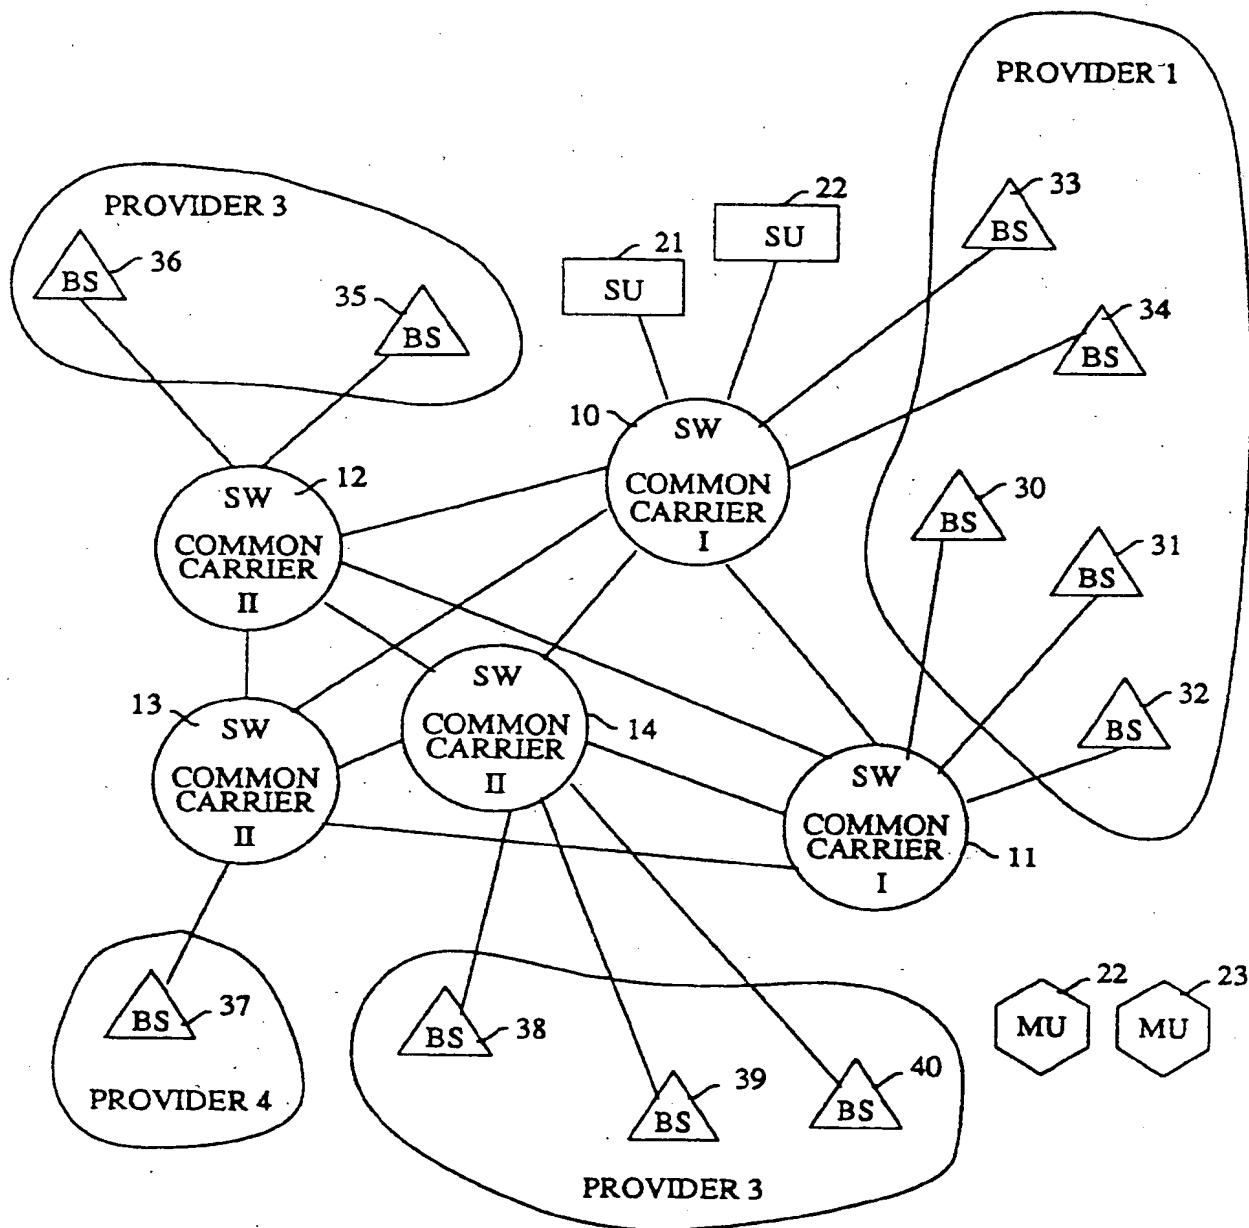 PROVIDER 1
33
BS
34
BS
30
BS
31
BS
32
BS
PROVIDER 3
36
BS
35
BS
21
SU
22
SU
10
SW
COMMON
CARRIER
I
12
SW
COMMON
CARRIER
II
13
SW
COMMON
CARRIER
II
14
SW
COMMON
CARRIER
II
11
SW
COMMON
CARRIER
I
37
BS
PROVIDER 4
38
BS
39
BS
40
BS
PROVIDER 3
22
MU
23
MU